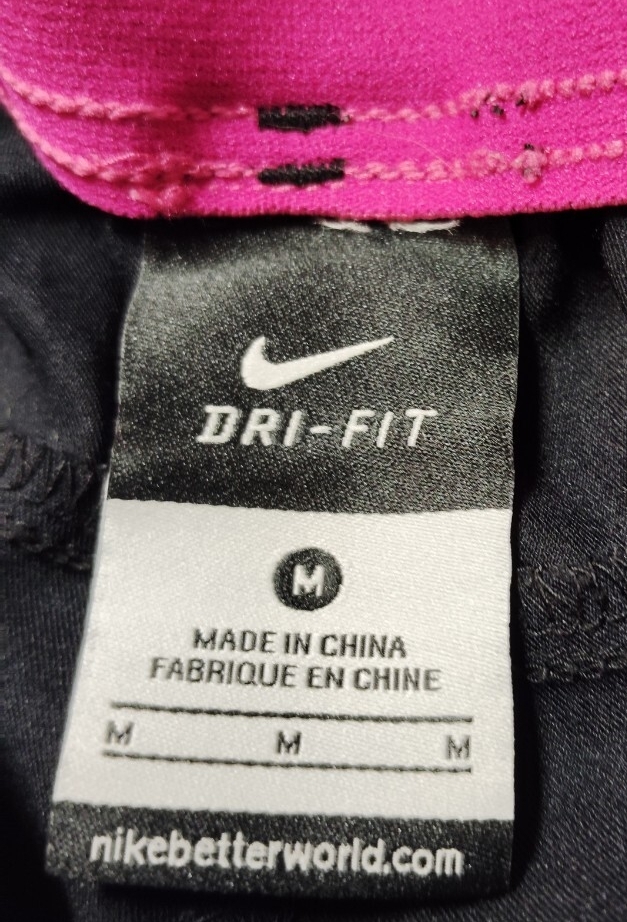 DRI-FIT
M
MADE IN CHINA
FABRIQUE EN CHINE
M M M
nikebetterworld.com